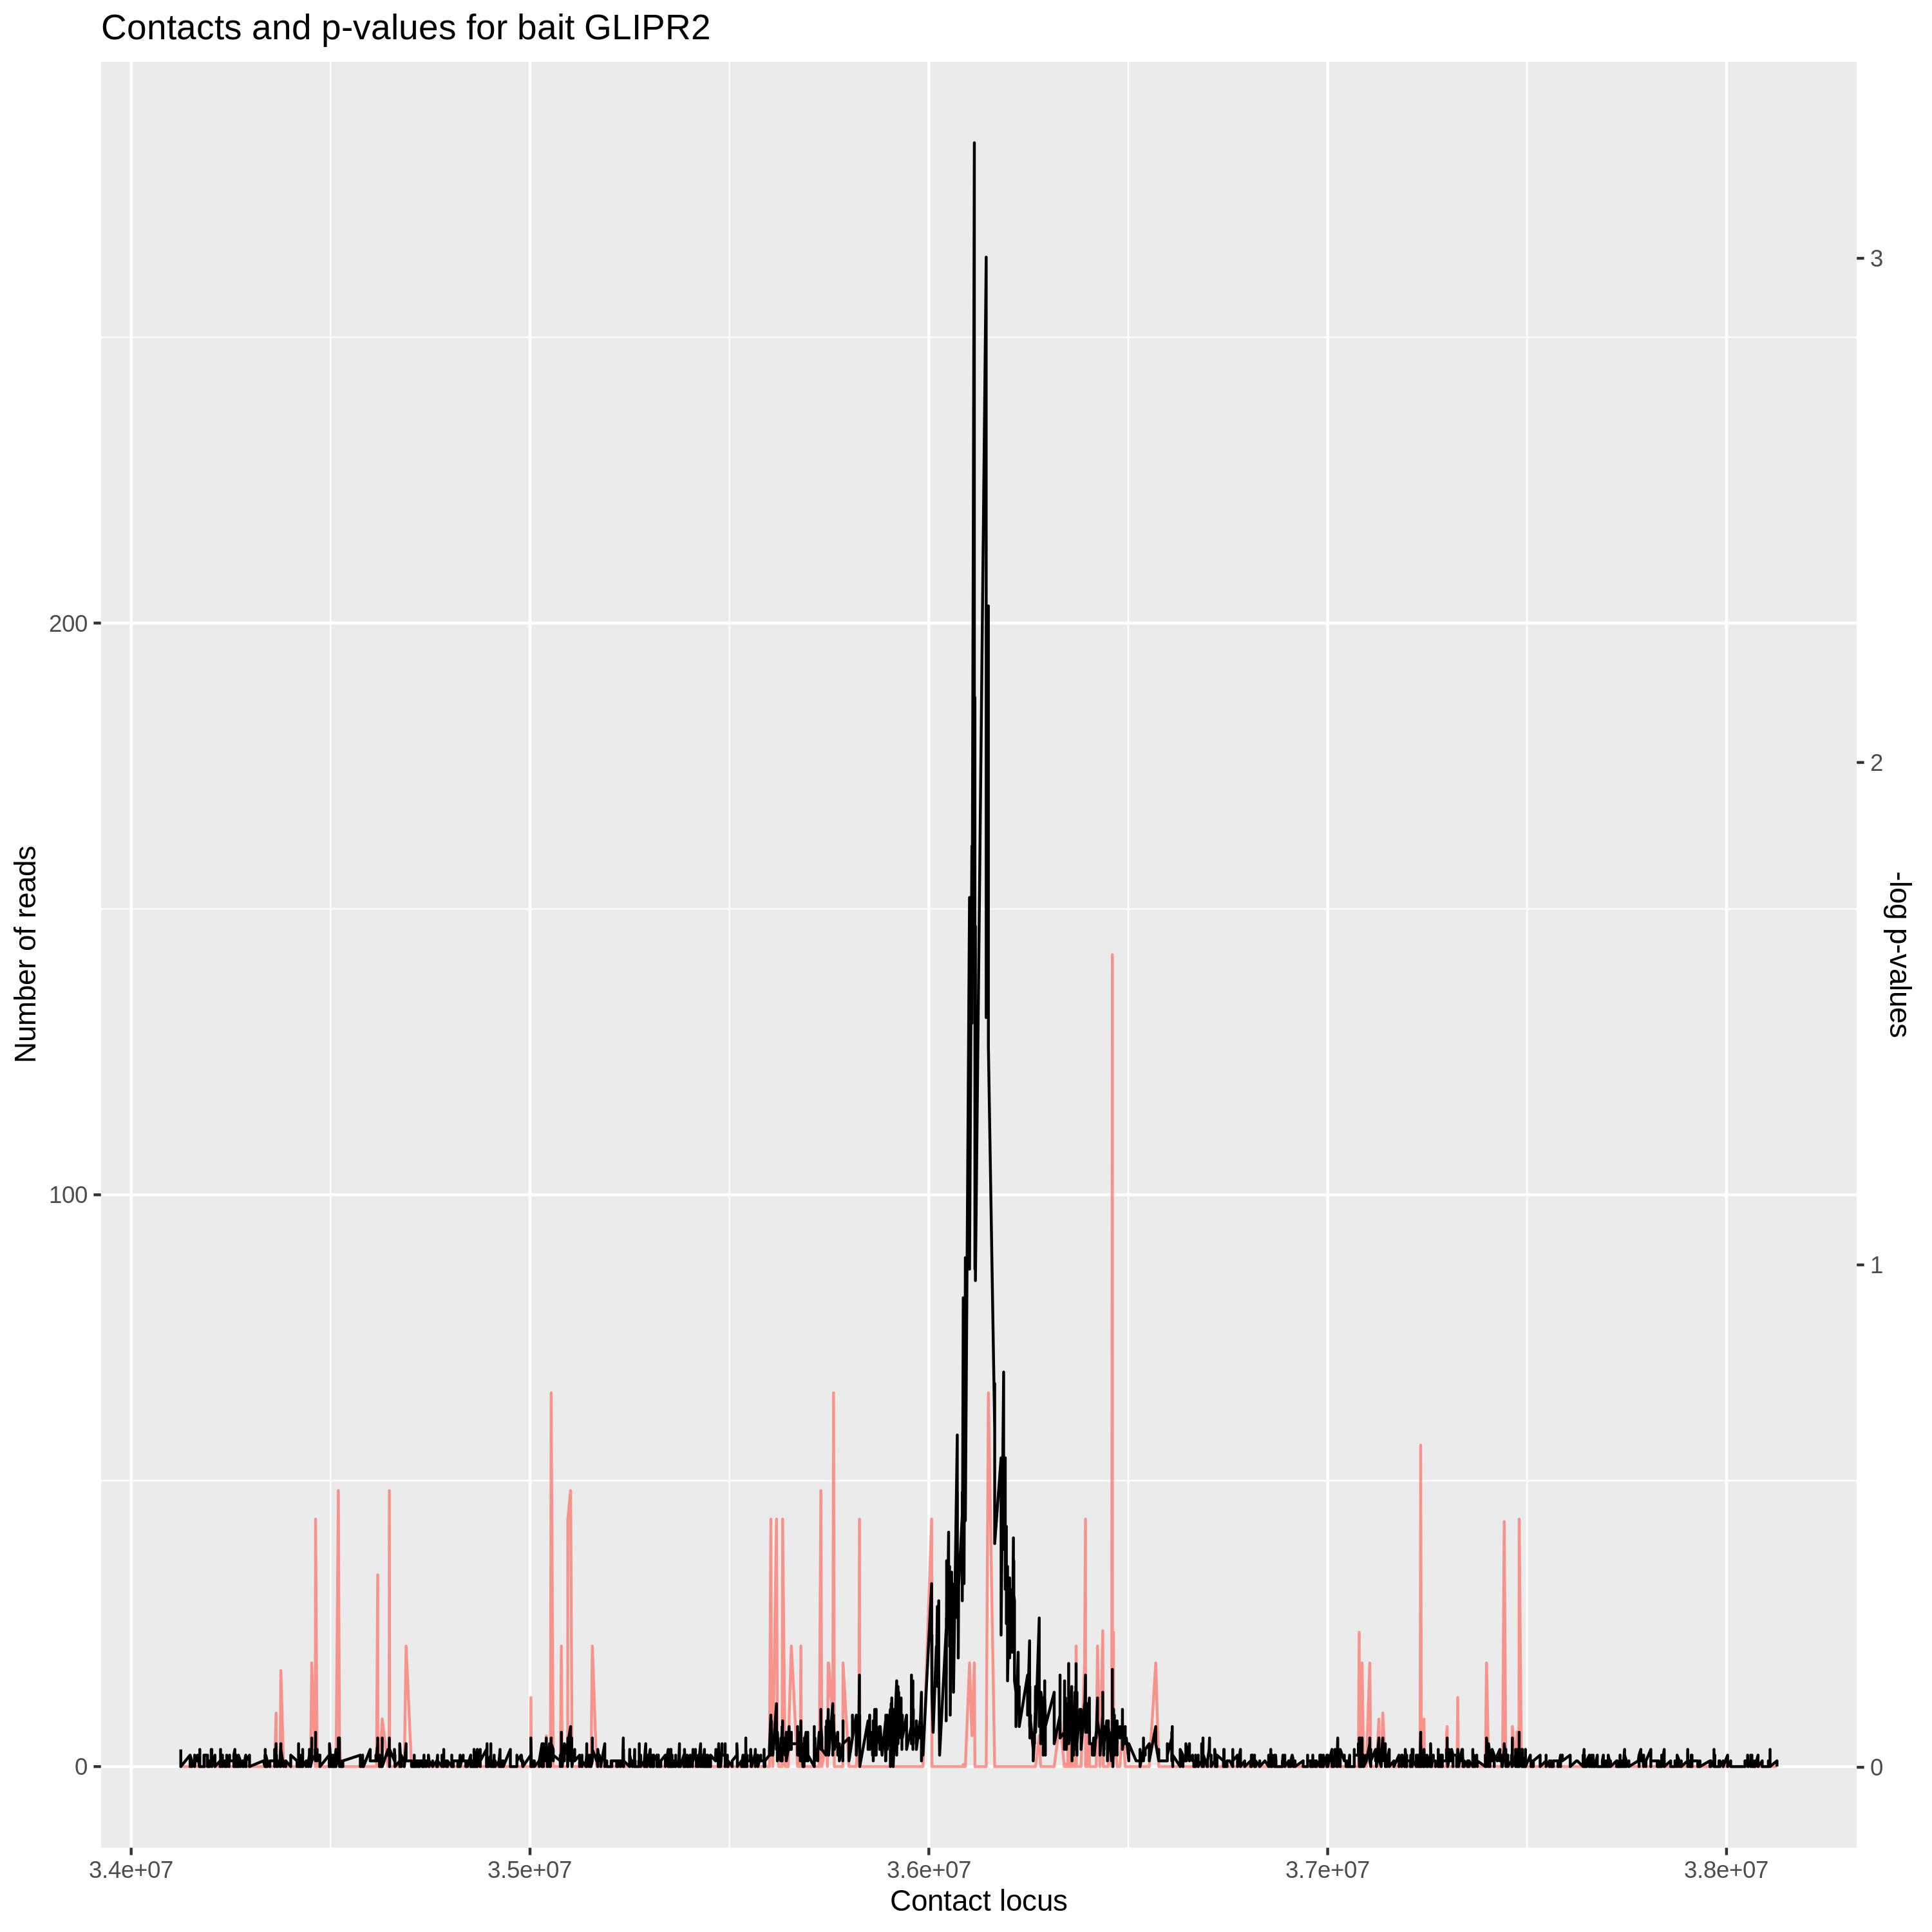 Contacts and p-values for bait GLIPR2
Number of reads
200
100
0
3
2
1
0
-log p-values
3.4e+07 3.5e+07 3.6e+07 3.7e+07 3.8e+07
Contact locus